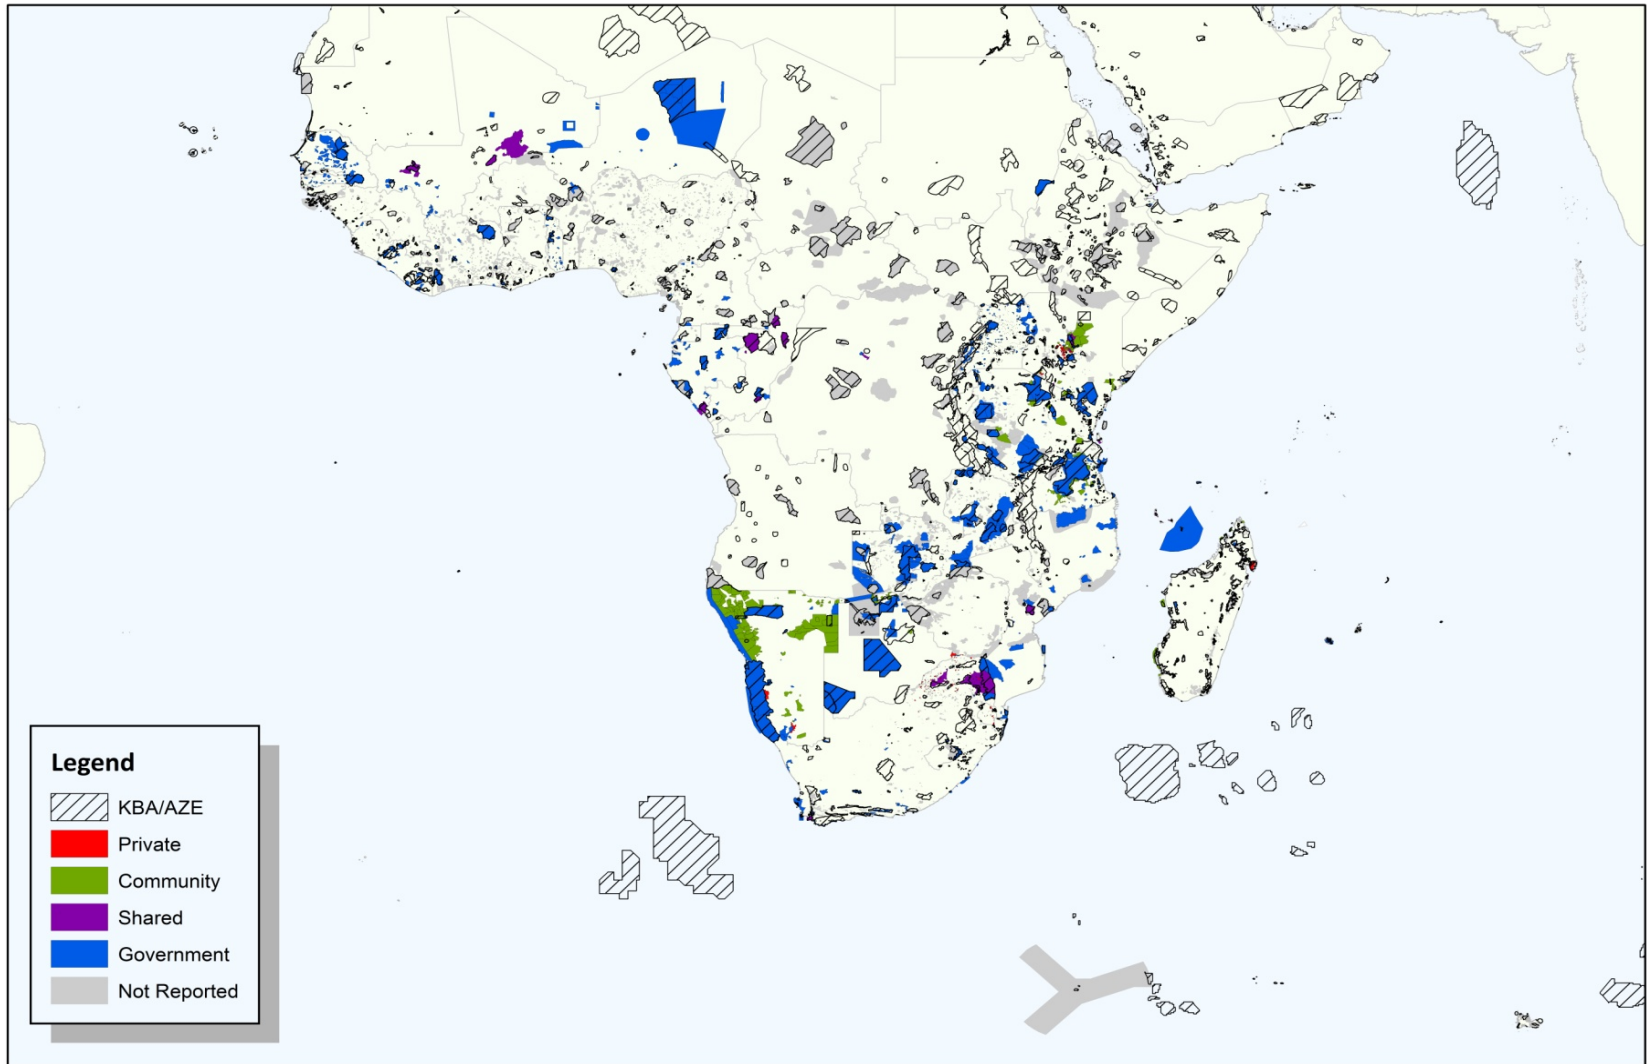 Legend
KBA/AZE
Private
Community
Shared
Government
Not Reported